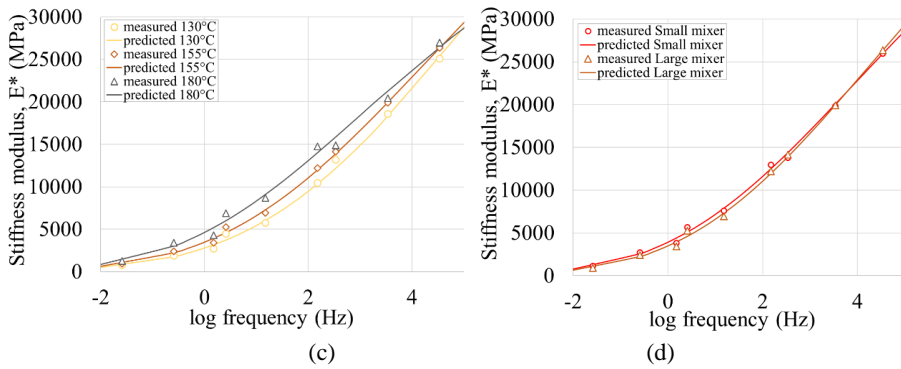 Stiffness modulus, E* (MPa)
30000
25000
20000
15000
10000
5000
0
measured 130°C
predicted 130°C
measured 155°C
predicted 155°C
measured 180°C
predicted 180°C
-2 0 2 4
log frequency (Hz)
(c)
Stiffness modulus, E* (MPa)
30000
25000
20000
15000
10000
5000
0
measured Small mixer
predicted Small mixer
measured Large mixer
predicted Large mixer
-2 0 2 4
log frequency (Hz)
(d)